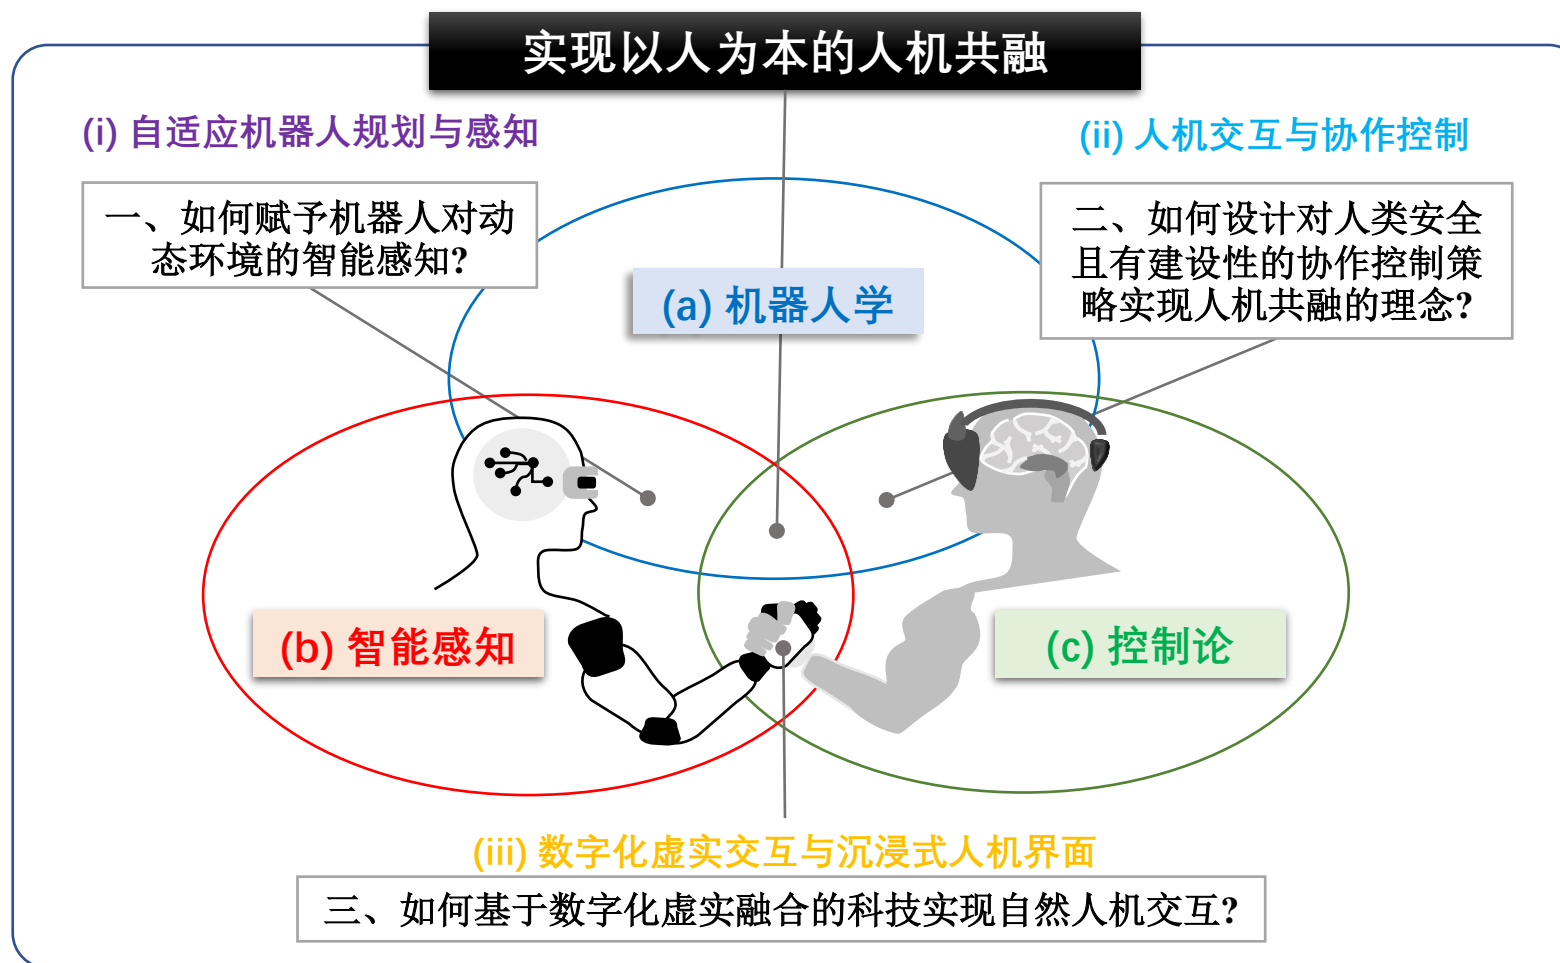 实现以人为本的人机共融
(i) 自适应机器人规划与感知
(ii) 人机交互与协作控制
一、如何赋予机器人对动
态环境的智能感知?
二、如何设计对人类安全
且有建设性的协作控制策
略实现人机共融的理念?
(a) 机器人学
(b) 智能感知
(c) 控制论
(iii) 数字化虚实交互与沉浸式人机界面
三、如何基于数字化虚实融合的科技实现自然人机交互?